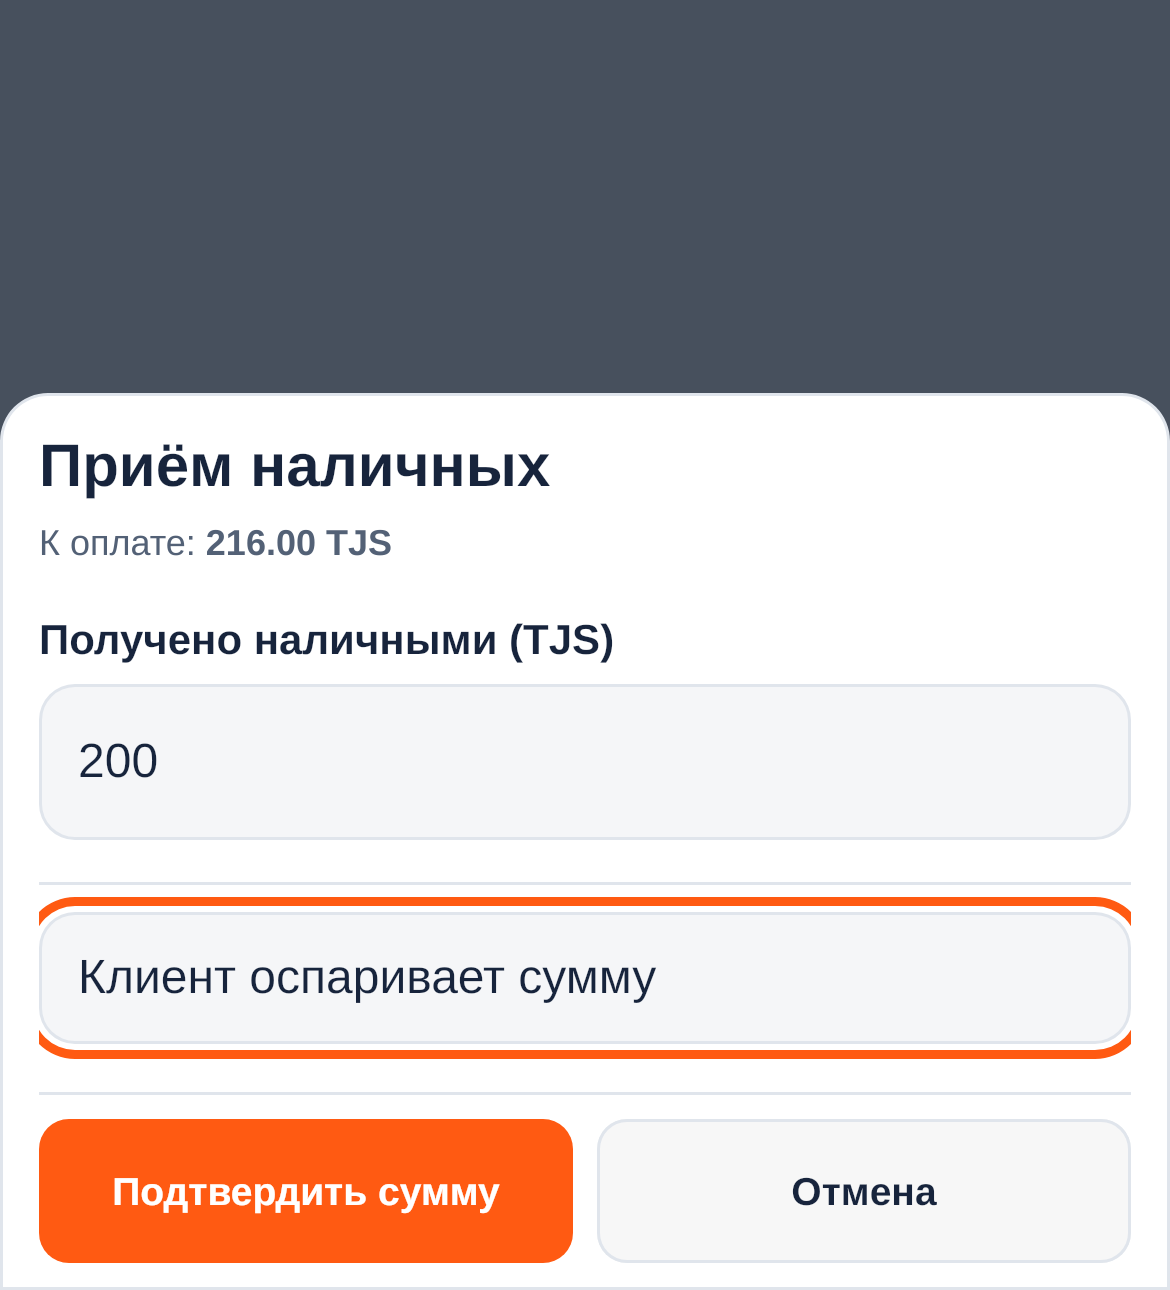 Приём наличных
К оплате: 216.00 TJS
Получено наличными (TJS)
200
Клиент оспаривает сумму
Подтвердить сумму
Отмена